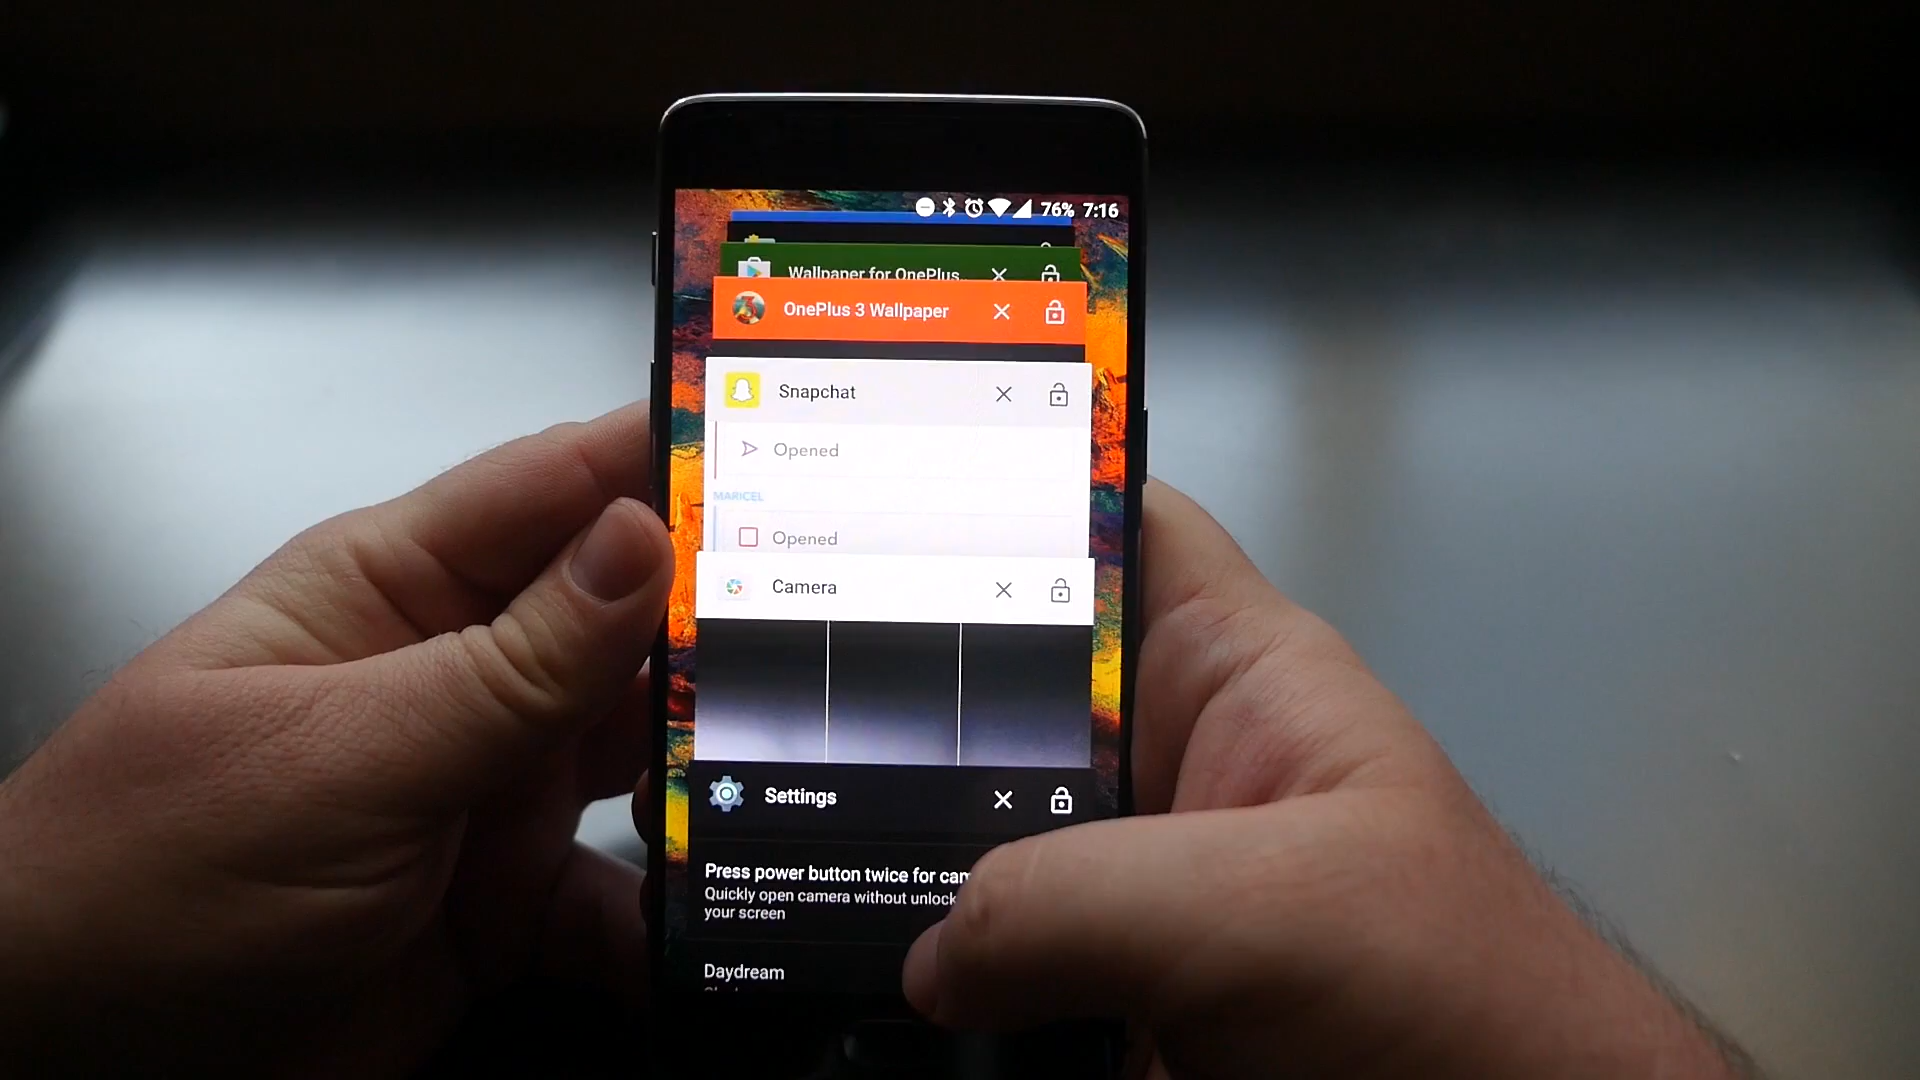 76% 7:16
Wallpaper for OnePlus..
3
OnePlus 3 Wallpaper
Snapchat
Opened
MARICEL
Opened
Camera
Settings
Press power button twice for cam
Quickly open camera without unlock
your screen
Daydream